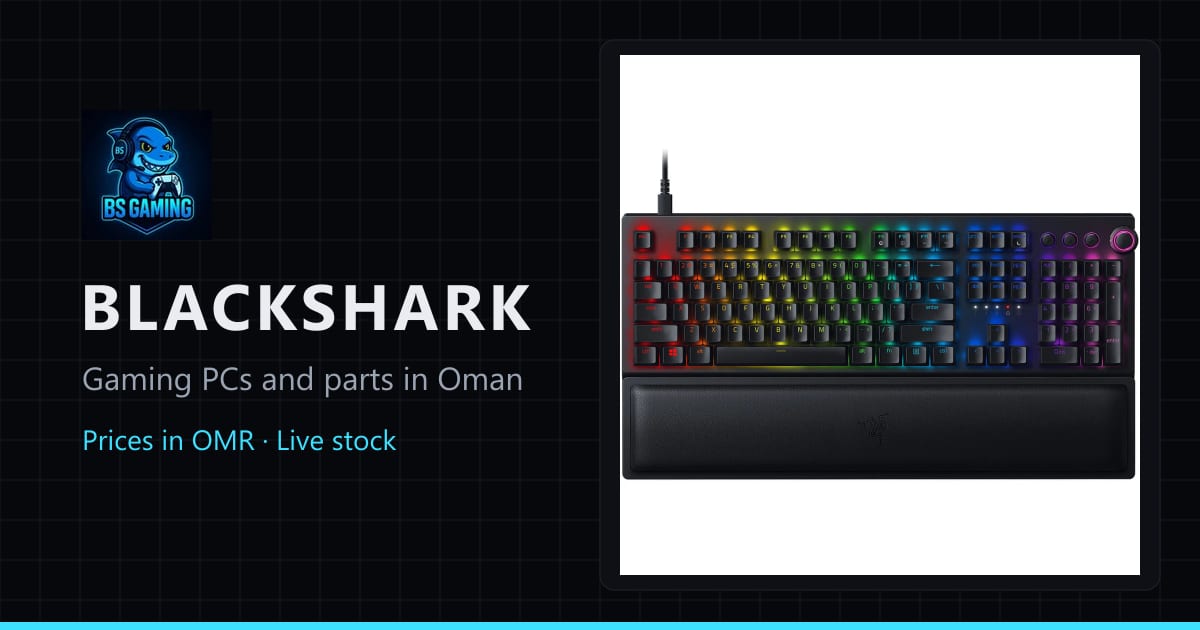 BS
BS GAMING
BLACKSHARK
Gaming PCs and parts in Oman
Prices in OMR · Live stock